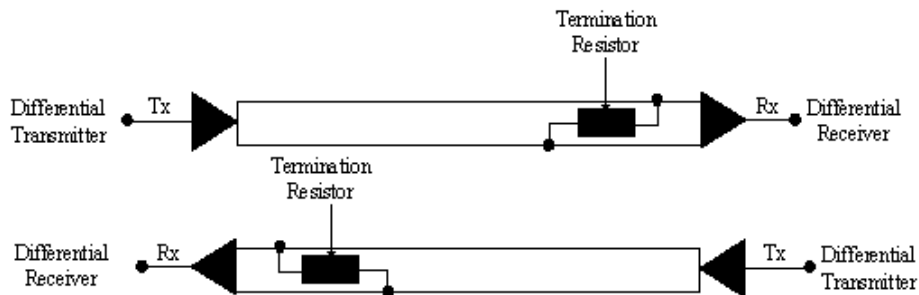 Termination
Resistor
Differential
Transmitter
Tx
Rx
Differential
Receiver
Termination
Resistor
Differential
Receiver
Rx
Tx
Differential
Transmitter